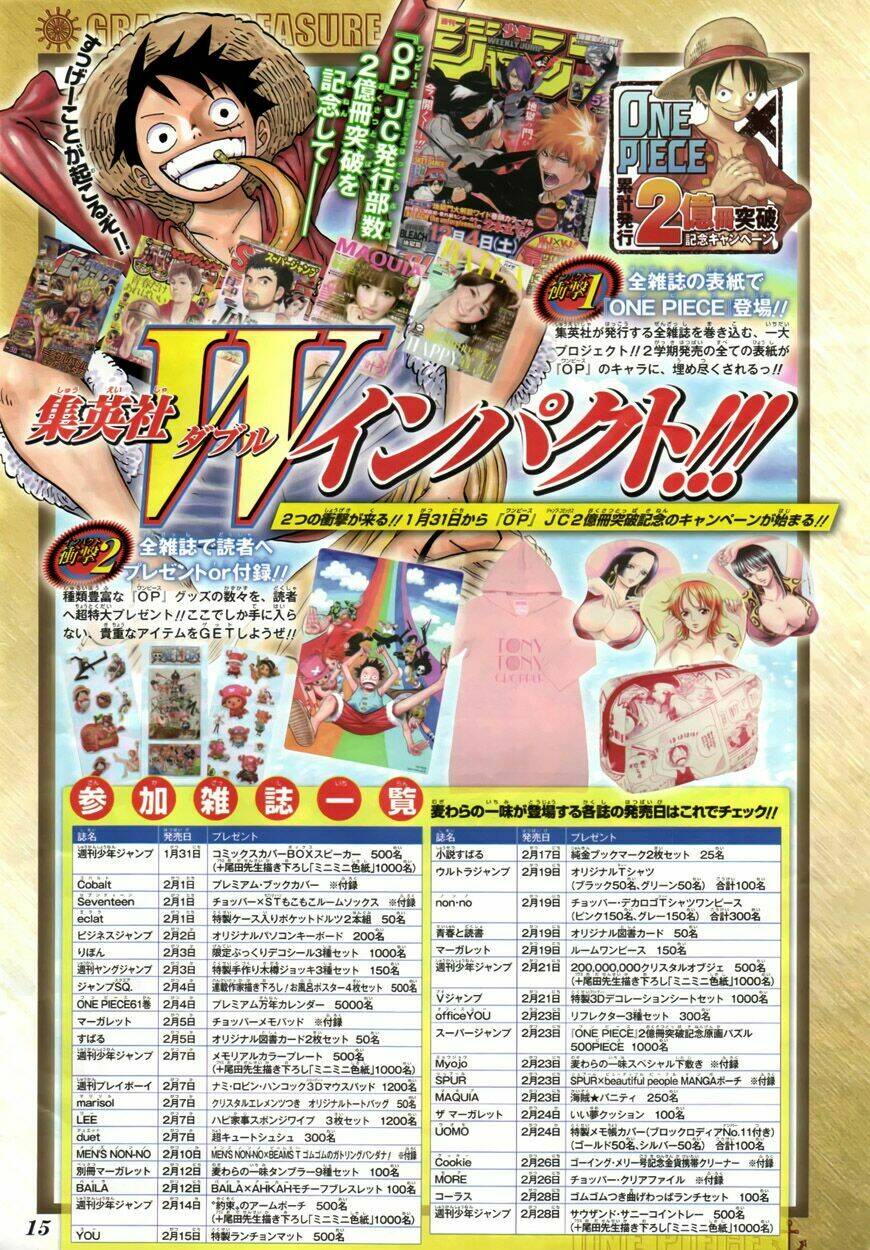 すっげーことが起こるぞ!!
『OP』JC発行部数
2億冊突破を
記念して——
週刊
少年
WEEKLY JUMP
ジャンプ
12月4日(土)
BLEACH
スーパージャンプ
MAQUIA
HAPPY
ONE
PIECE
累計発行
2億冊突破
記念キャンペーン
インパクト
衝撃1
全雑誌の表紙で
『ONE PIECE』登場!!
集英社が発行する全雑誌を巻き込む、一大
プロジェクト!!2学期発売の全ての表紙が
『OP』のキャラに、埋め尽くされるっ!!
集英社Wインパクト!!!
ダブル
2つの衝撃が来る!!1月31日から『OP』JC2億冊突破記念のキャンペーンが始まる!!
インパクト
衝撃2
全雑誌で読者へ
プレゼントor付録!!
種類豊富な『OP』グッズの数々を、読者
へ超特大プレゼント!!ここでしか手に入ら
ない、貴重なアイテムをGETしようぜ!!
TONY
TONY
CHOPPER
参加雑誌一覧
誌名 発売日 プレゼント
週刊少年ジャンプ 1月31日 コミックスカバーBOX×スピーカー 500名
(+尾田先生描き下ろし「ミニミニ色紙」1000名)
Cobalt 2月1日 プレミアム・ブックカバー ※付録
Seventeen 2月1日 チョッパー×STもこもこルームソックス ※付録
eclat 2月1日 特製ケース入りポケットドルツ2本組 50名
ビジネスジャンプ 2月2日 オリジナルパソコンキーボード 200名
りぼん 2月3日 限定ぷっくりデコシール3種セット 1000名
週刊ヤングジャンプ 2月3日 特製手作り木樽ジョッキ3種セット 150名
ジャンプSQ. 2月4日 連載作家描き下ろし!お風呂ポスター4枚セット 500名
ONE PIECE61巻 2月4日 プレミアム万年カレンダー 5000名
マーガレット 2月5日 チョッパーメモパッド ※付録
すばる 2月5日 オリジナル図書カード2枚セット 50名
週刊少年ジャンプ 2月7日 メモリアルカラープレート 500名
(+尾田先生描き下ろし「ミニミニ色紙」1000名)
週刊プレイボーイ 2月7日 ナミ・ロビン・ハンコック3Dマウスパッド 1200名
marisol 2月7日 クリスタルエレメンツつき オリジナルトートバッグ 50名
LEE 2月7日 ハピ家事スポンジワイプ 3枚セット 1200名
duet 2月7日 超キュートシュシュ 300名
MEN'S NON-NO 2月10日 MEN'S NON-NO×BEAMS T ゴムゴムのガトリングバンダナ! ※付録
別冊マーガレット 2月12日 麦わらの一味タンブラー9種セット 100名
BAILA 2月12日 BAILA×AHKAHモチーフブレスレット 100名
週刊少年ジャンプ 2月14日 “約束”のアームポーチ 500名
(+尾田先生描き下ろし「ミニミニ色紙」1000名)
YOU 2月15日 特製ランチョンマット 500名
麦わらの一味が登場する各誌の発売日はこれでチェック!!
誌名 発売日 プレゼント
小説すばる 2月17日 純金ブックマーク2枚セット 25名
ウルトラジャンプ 2月19日 オリジナルTシャツ
(ブラック50名、グリーン50名) 合計100名
non-no 2月19日 チョッパー・デカロゴTシャツワンピース
(ピンク150名、グレー150名) 合計300名
青春と読書 2月19日 オリジナル図書カード 50名
マーガレット 2月19日 ルームワンピース 150名
週刊少年ジャンプ 2月21日 200,000,000クリスタルオブジェ 500名
(+尾田先生描き下ろし「ミニミニ色紙」1000名)
Vジャンプ 2月21日 特製3Dデコレーションシートセット 1000名
officeYOU 2月23日 リフレクター3種セット 300名
スーパージャンプ 2月23日 『ONE PIECE』2億冊突破記念原画パズル
500PIECE 1000名
Myojo 2月23日 麦わらの一味スペシャル下敷き ※付録
SPUR 2月23日 SPUR×beautiful people MANGAポーチ ※付録
MAQUIA 2月23日 海賊★バニティ 250名
ザ マーガレット 2月24日 いい夢クッション 100名
UOMO 2月24日 特製メモ帳カバー(ブロックロディアNo.11付き)
(ゴールド50名、シルバー50名) 合計100名
Cookie 2月26日 ゴーイング・メリー号記念金貨携帯クリーナー ※付録
MORE 2月28日 チョッパー・クリアファイル ※付録
コーラス 2月28日 ゴムゴムつき曲げわっぱランチセット 100名
週刊少年ジャンプ 2月28日 サウザンド・サニーコイントレー 500名
(+尾田先生描き下ろし「ミニミニ色紙」1000名)
15